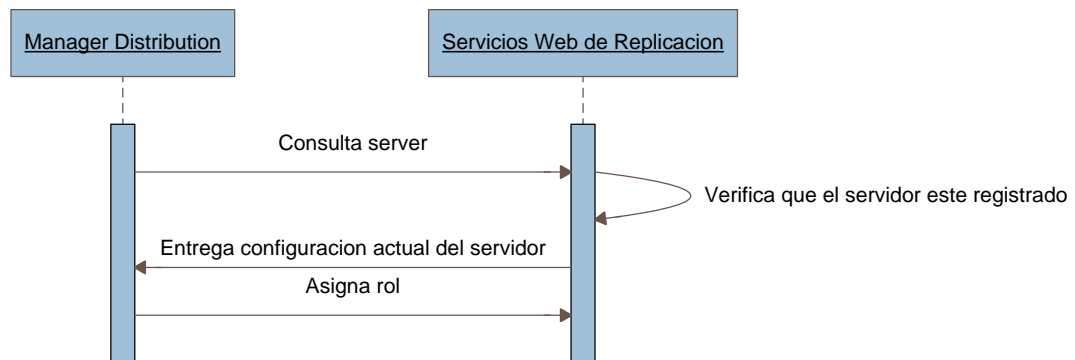 Manager Distribution
Servicios Web de Replicacion
Consulta server
Verifica que el servidor este registrado
Entrega configuracion actual del servidor
Asigna rol